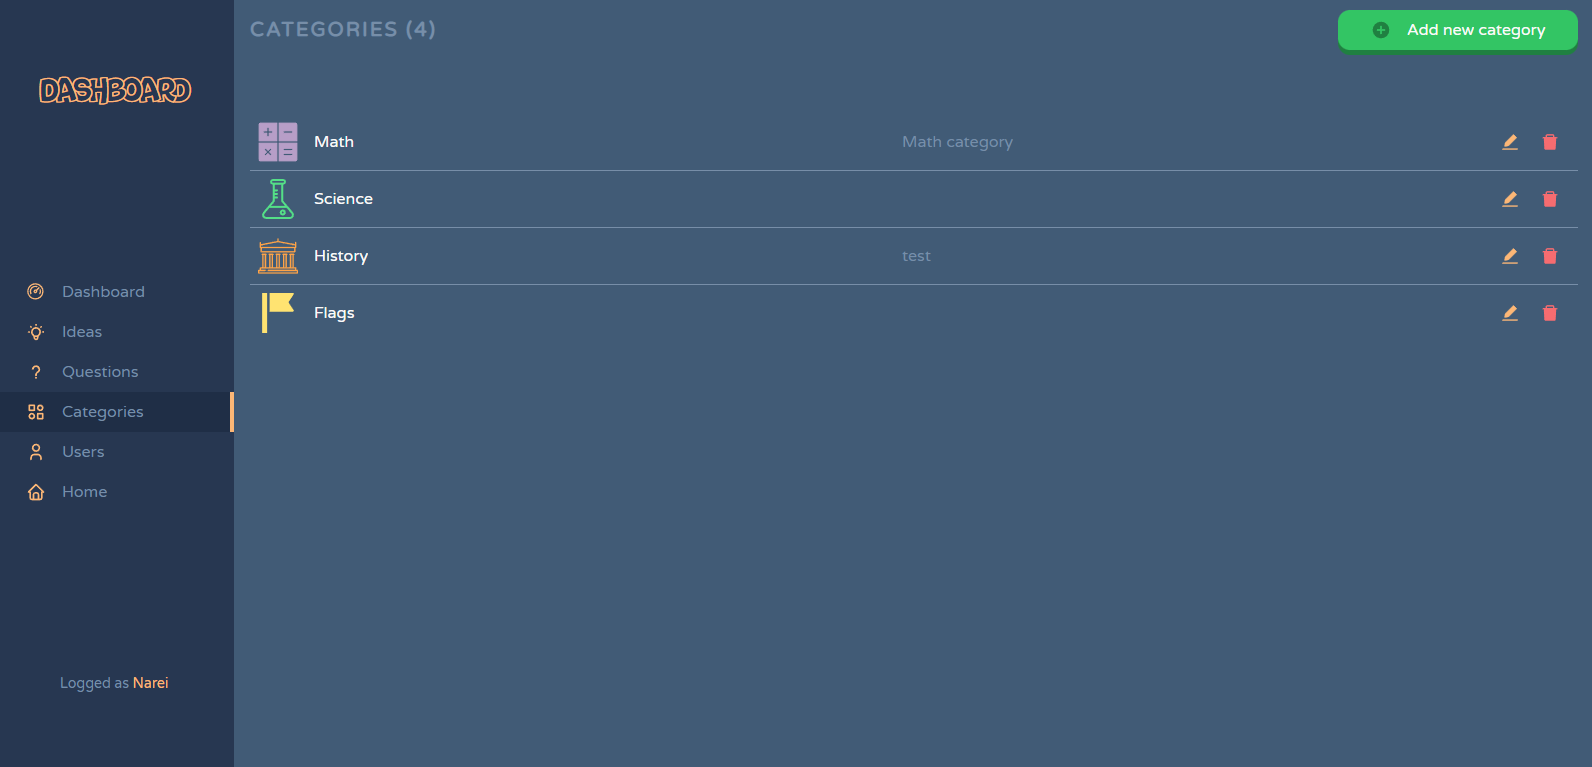 DASHBOARD
Dashboard
Ideas
Questions
Categories
Users
Home
Logged as Narei
CATEGORIES (4)
Add new category
Math Math category
Science
History test
Flags